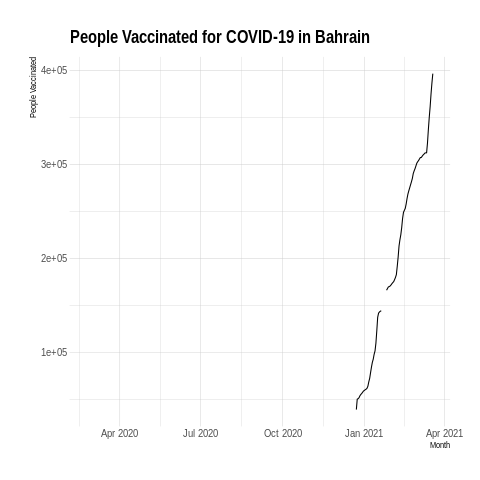 People Vaccinated for COVID-19 in Bahrain
People Vaccinated
4e+05
3e+05
2e+05
1e+05
Apr 2020
Jul 2020
Oct 2020
Jan 2021
Apr 2021
Month